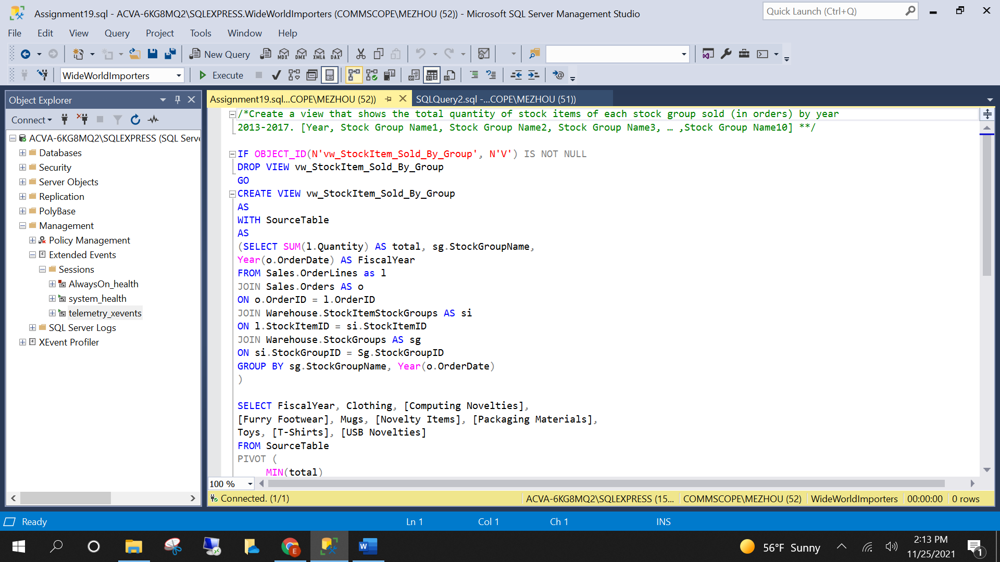 Assignment19.sql - ACVA-6KG8MQ2\SQLEXPRESS.WideWorldImporters (COMMSCOPE\MEZHOU (52)) - Microsoft SQL Server Management Studio
Quick Launch (Ctrl+Q)
File Edit View Query Project Tools Window Help
New Query MDX DMX XMLA DAX
WideWorldImporters Execute
Object Explorer
Assignment19.sql...COPE\MEZHOU (52)) SQLQuery2.sql -...COPE\MEZHOU (51))
Connect
ACVA-6KG8MQ2\SQLEXPRESS (SQL Serve
Databases
Security
Server Objects
Replication
PolyBase
Management
Policy Management
Extended Events
Sessions
AlwaysOn_health
system_health
telemetry_xevents
SQL Server Logs
XEvent Profiler
/*Create a view that shows the total quantity of stock items of each stock group sold (in orders) by year
2013-2017. [Year, Stock Group Name1, Stock Group Name2, Stock Group Name3, … ,Stock Group Name10] **/
IF OBJECT_ID(N'vw_StockItem_Sold_By_Group', N'V') IS NOT NULL
DROP VIEW vw_StockItem_Sold_By_Group
GO
CREATE VIEW vw_StockItem_Sold_By_Group
AS
WITH SourceTable
AS
(SELECT SUM(l.Quantity) AS total, sg.StockGroupName,
Year(o.OrderDate) AS FiscalYear
FROM Sales.OrderLines as l
JOIN Sales.Orders AS o
ON o.OrderID = l.OrderID
JOIN Warehouse.StockItemStockGroups AS si
ON l.StockItemID = si.StockItemID
JOIN Warehouse.StockGroups AS sg
ON si.StockGroupID = Sg.StockGroupID
GROUP BY sg.StockGroupName, Year(o.OrderDate)
)
SELECT FiscalYear, Clothing, [Computing Novelties],
[Furry Footwear], Mugs, [Novelty Items], [Packaging Materials],
Toys, [T-Shirts], [USB Novelties]
FROM SourceTable
PIVOT (
MIN(total)
100 %
Connected. (1/1) ACVA-6KG8MQ2\SQLEXPRESS (15... COMMSCOPE\MEZHOU (52) WideWorldImporters 00:00:00 0 rows
Ready Ln 1 Col 1 Ch 1 INS
E W 56°F Sunny 2:13 PM
11/25/2021 1